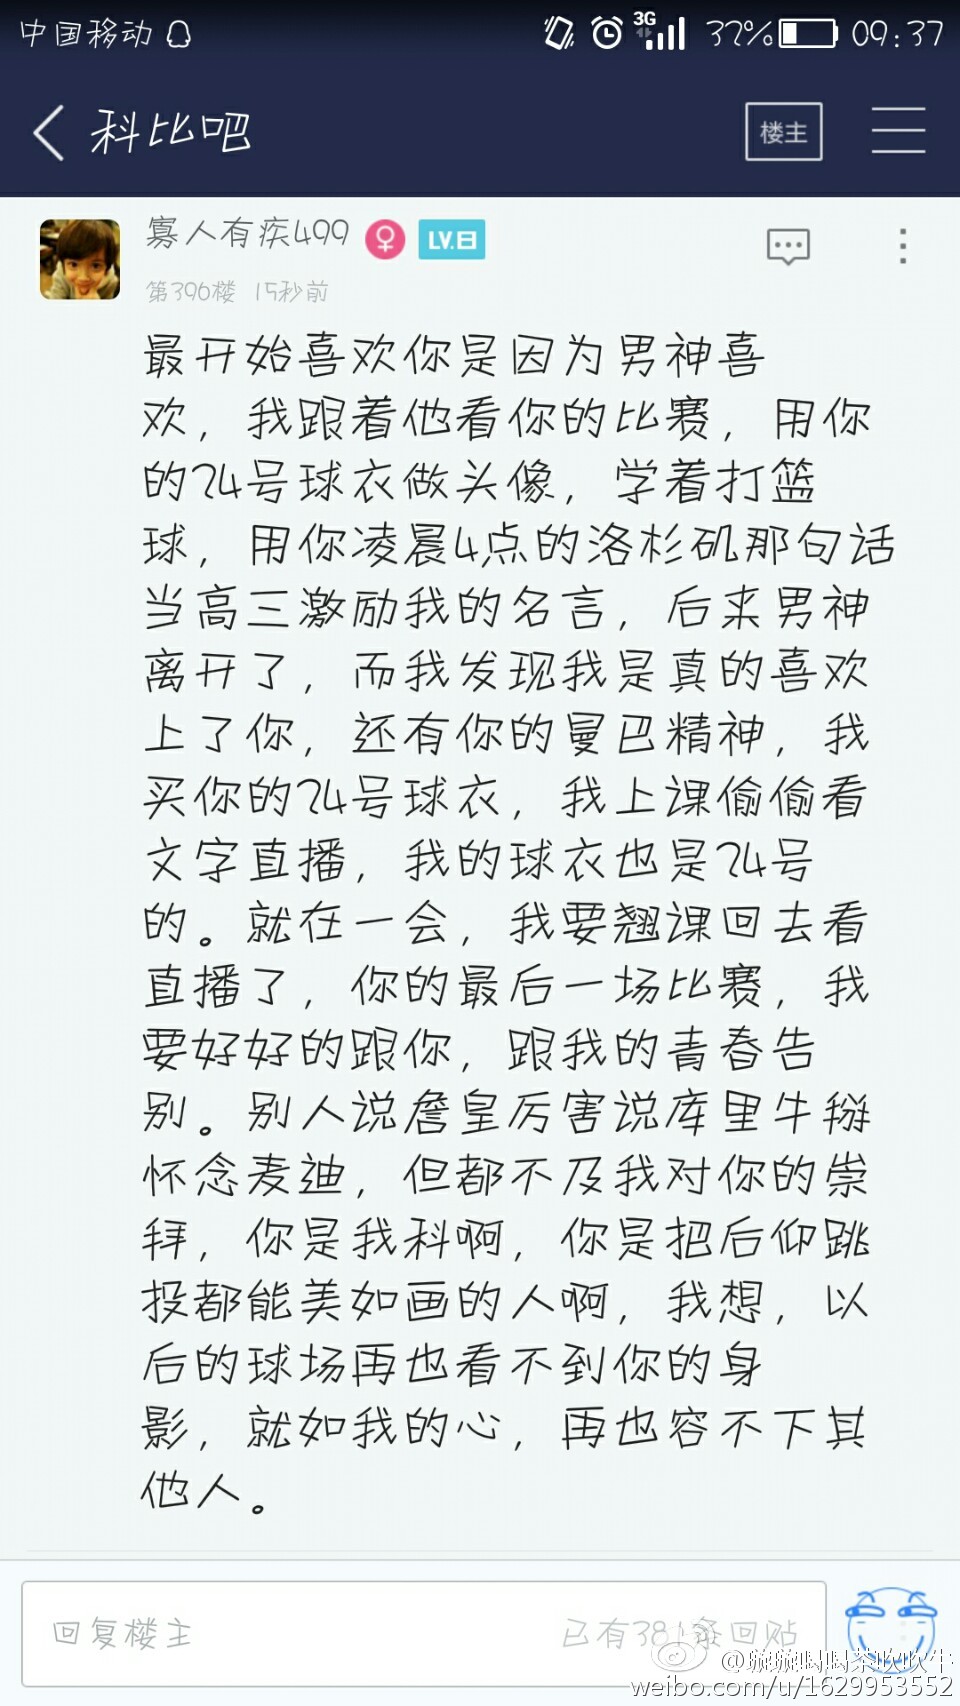 中国移动
3G
37%
09:37
科比吧
楼主
寡人有疾499
LV.8
第396楼 15秒前
最开始喜欢你是因为男神喜
欢，我跟着他看你的比赛，用你
的24号球衣做头像，学着打篮
球，用你凌晨4点的洛杉矶那句话
当高三激励我的名言，后来男神
离开了，而我发现我是真的喜欢
上了你，还有你的曼巴精神，我
买你的24号球衣，我上课偷偷看
文字直播，我的球衣也是24号
的。就在一会，我要翘课回去看
直播了，你的最后一场比赛，我
要好好的跟你，跟我的青春告
别。别人说詹皇厉害说库里牛掰
怀念麦迪，但都不及我对你的崇
拜，你是我科啊，你是把后仰跳
投都能美如画的人啊，我想，以
后的球场再也看不到你的身
影，就如我的心，再也容不下其
他人。
回复楼主
已有381条回贴
@璇璇喝喝茶吹吹牛
weibo.com/u/1629953552